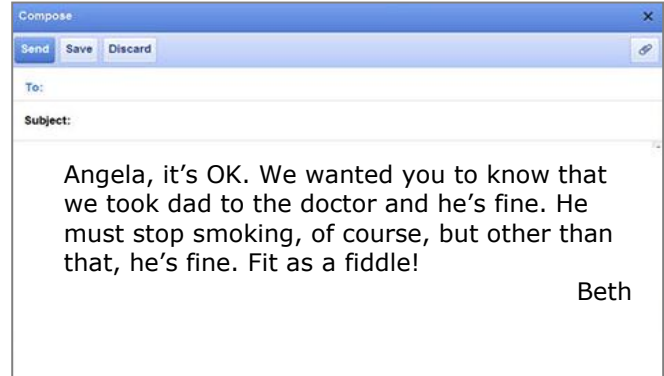 Compose
Send Save Discard
To:
Subject:
Angela, it’s OK. We wanted you to know that
we took dad to the doctor and he’s fine. He
must stop smoking, of course, but other than
that, he’s fine. Fit as a fiddle!
Beth